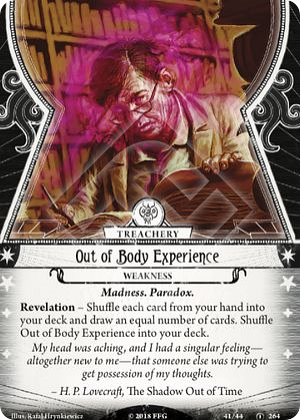 TREACHERY
Out of Body Experience
WEAKNESS
Madness. Paradox.
Revelation – Shuffle each card from your hand into
your deck and draw an equal number of cards. Shuffle
Out of Body Experience into your deck.
My head was aching, and I had a singular feeling—
altogether new to me—that someone else was trying to
get possession of my thoughts.
H. P. Lovecraft, The Shadow Out of Time
Illus. Rafał Hrynkiewicz
© 2018 FFG
41/44
264